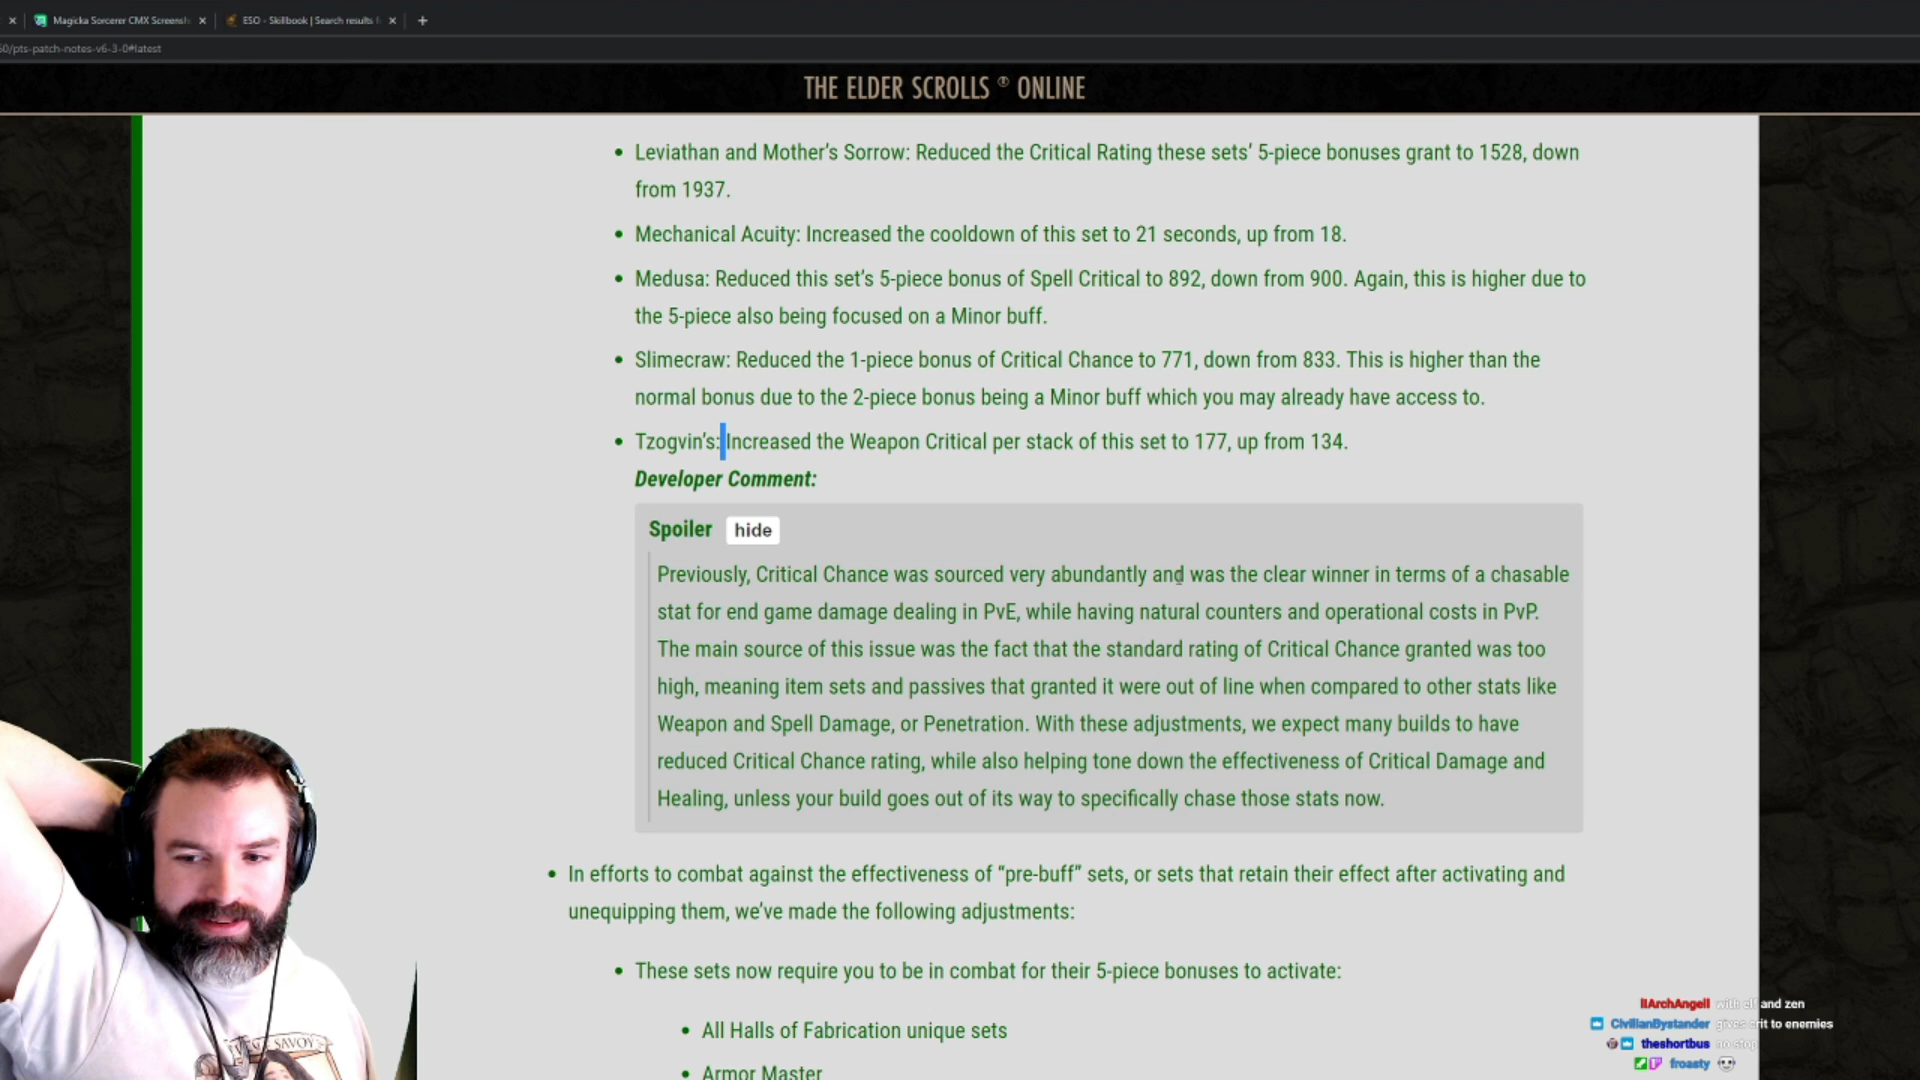 Magicka Sorcerer CMX Screensh
ESO - Skillbook | Search results f
60/pts-patch-notes-v6-3-0#latest
THE ELDER SCROLLS ® ONLINE
• Leviathan and Mother’s Sorrow: Reduced the Critical Rating these sets’ 5-piece bonuses grant to 1528, down
from 1937.
• Mechanical Acuity: Increased the cooldown of this set to 21 seconds, up from 18.
• Medusa: Reduced this set’s 5-piece bonus of Spell Critical to 892, down from 900. Again, this is higher due to
the 5-piece also being focused on a Minor buff.
• Slimecraw: Reduced the 1-piece bonus of Critical Chance to 771, down from 833. This is higher than the
normal bonus due to the 2-piece bonus being a Minor buff which you may already have access to.
• Tzogvin’s: Increased the Weapon Critical per stack of this set to 177, up from 134.
Developer Comment:
Spoiler hide
Previously, Critical Chance was sourced very abundantly and was the clear winner in terms of a chasable
stat for end game damage dealing in PvE, while having natural counters and operational costs in PvP.
The main source of this issue was the fact that the standard rating of Critical Chance granted was too
high, meaning item sets and passives that granted it were out of line when compared to other stats like
Weapon and Spell Damage, or Penetration. With these adjustments, we expect many builds to have
reduced Critical Chance rating, while also helping tone down the effectiveness of Critical Damage and
Healing, unless your build goes out of its way to specifically chase those stats now.
• In efforts to combat against the effectiveness of “pre-buff” sets, or sets that retain their effect after activating and
unequipping them, we’ve made the following adjustments:
• These sets now require you to be in combat for their 5-piece bonuses to activate:
• All Halls of Fabrication unique sets
• Armor Master
SAVOY
with and zen
CivilianBystander gives crit to enemies
theshortbus no stop
froasty